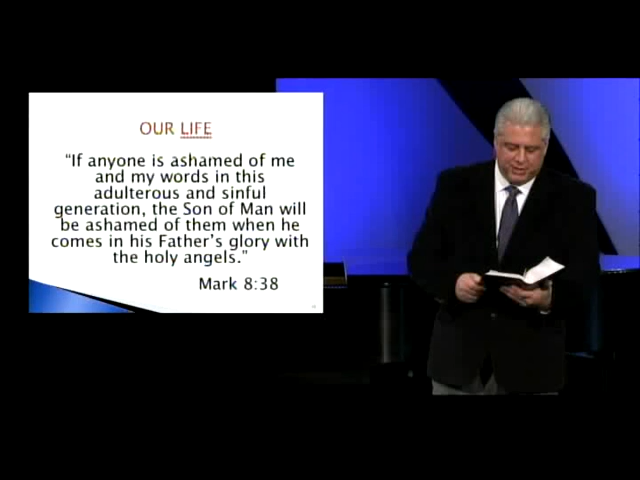 OUR LIFE
“If anyone is ashamed of me
and my words in this
adulterous and sinful
generation, the Son of Man will
be ashamed of them when he
comes in his Father’s glory with
the holy angels.”
Mark 8:38